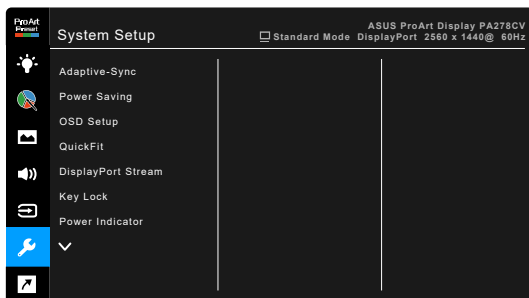 ProArt
Preset
System Setup
ASUS ProArt Display PA278CV
Standard Mode DisplayPort 2560 x 1440@ 60Hz
Adaptive-Sync
Power Saving
OSD Setup
QuickFit
DisplayPort Stream
Key Lock
Power Indicator